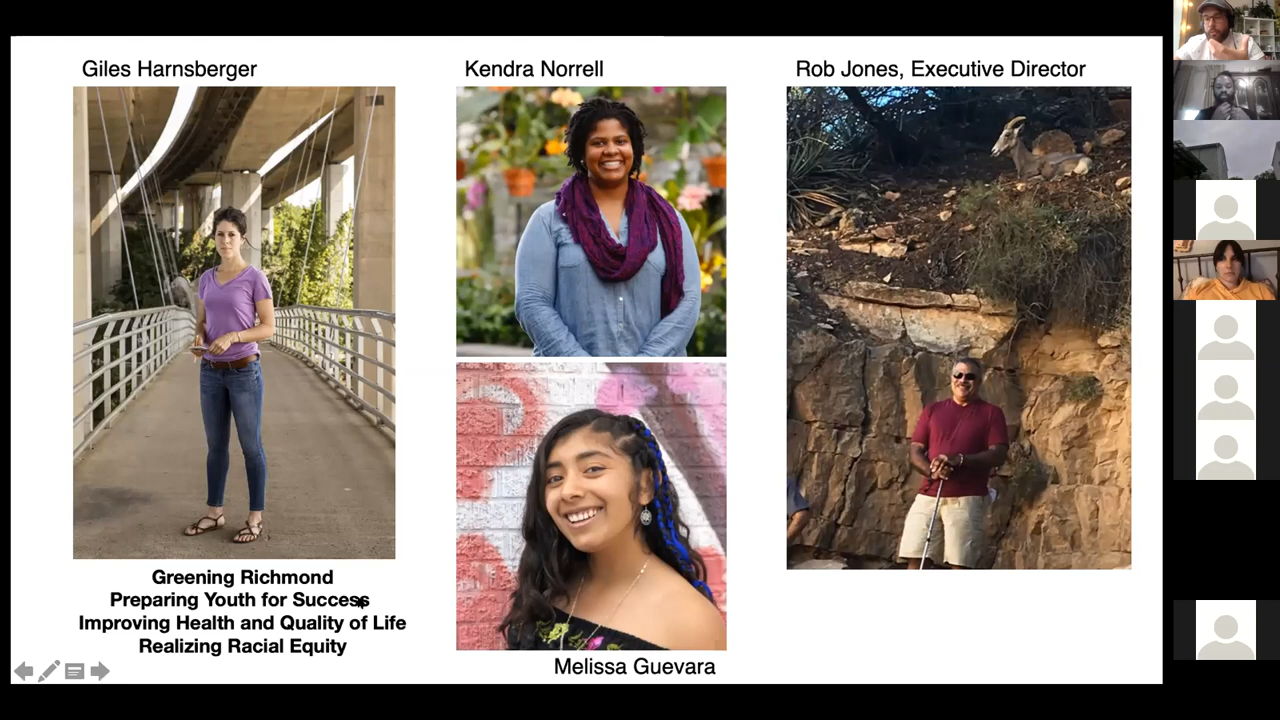 Giles Harnsberger
Kendra Norrell
Rob Jones, Executive Director
Greening Richmond
Preparing Youth for Success
Improving Health and Quality of Life
Realizing Racial Equity
Melissa Guevara